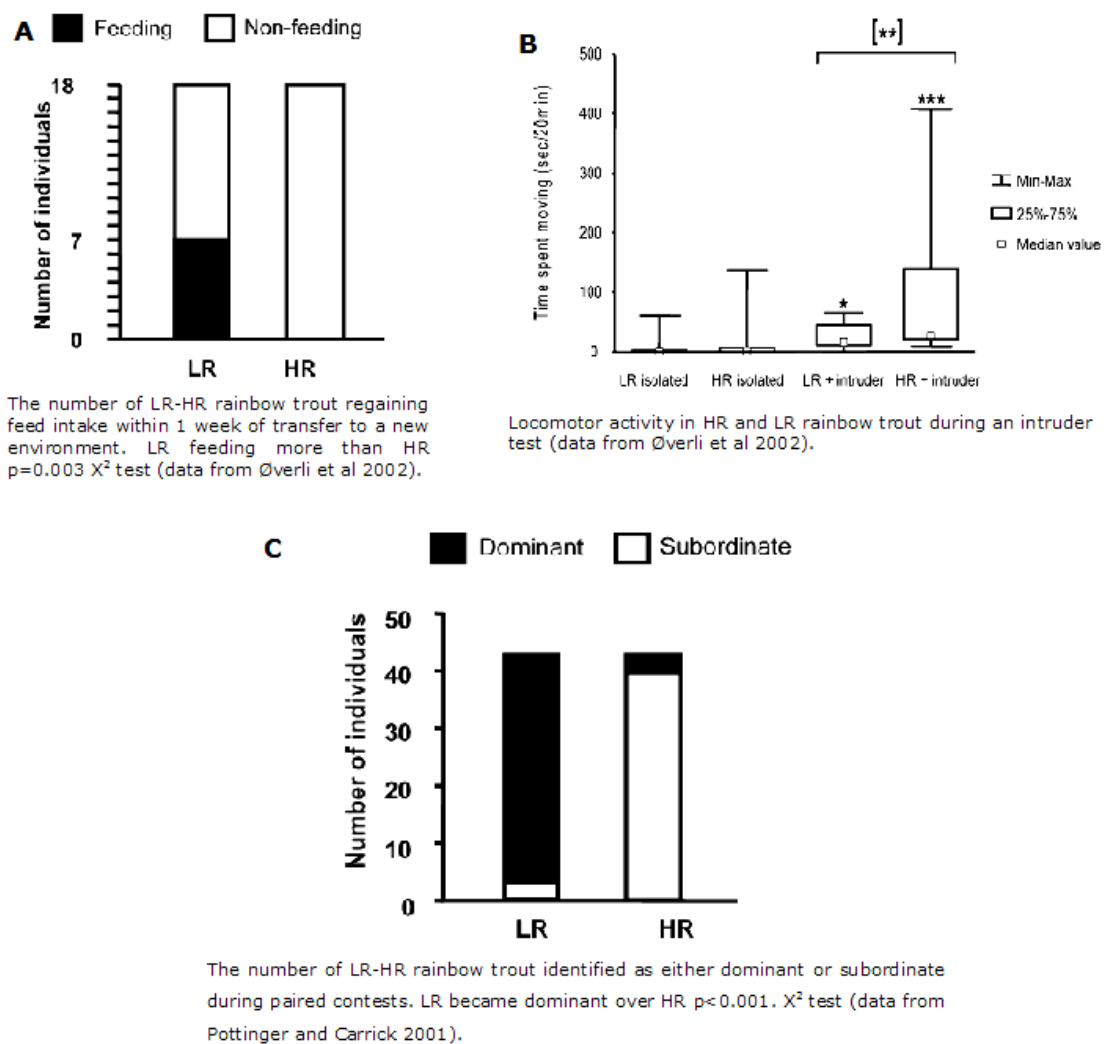 A Feeding Non-feeding
Number of individuals
18
7
0
LR HR
The number of LR-HR rainbow trout regaining
feed intake within 1 week of transfer to a new
environment. LR feeding more than HR
p=0.003 X² test (data from Øverli et al 2002).
B
[**]
Time spent moving (sec/20min)
500
400
300
200
100
0
***
*
Min-Max
25%-75%
Median value
LR isolated HR isolated LR + intruder HR – intruder
Locomotor activity in HR and LR rainbow trout during an intruder
test (data from Øverli et al 2002).
C Dominant Subordinate
Number of individuals
50
40
30
20
10
0
LR HR
The number of LR-HR rainbow trout identified as either dominant or subordinate
during paired contests. LR became dominant over HR p<0.001. X² test (data from
Pottinger and Carrick 2001).